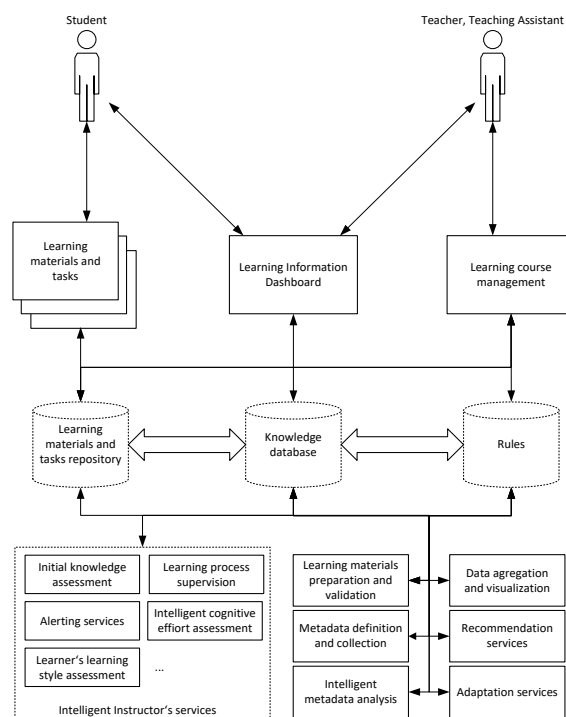 Student
Teacher, Teaching Assistant
Learning
materials and
tasks
Learning Information
Dashboard
Learning course
management
Learning
materials and
tasks repository
Knowledge
database
Rules
Initial knowledge
assessment
Learning process
supervision
Alerting services
Intelligent cognitive
effort assessment
Learner's learning
style assessment
...
Intelligent Instructor's services
Learning materials
preparation and
validation
Data agregation
and visualization
Metadata definition
and collection
Recommendation
services
Intelligent
metadata analysis
Adaptation services